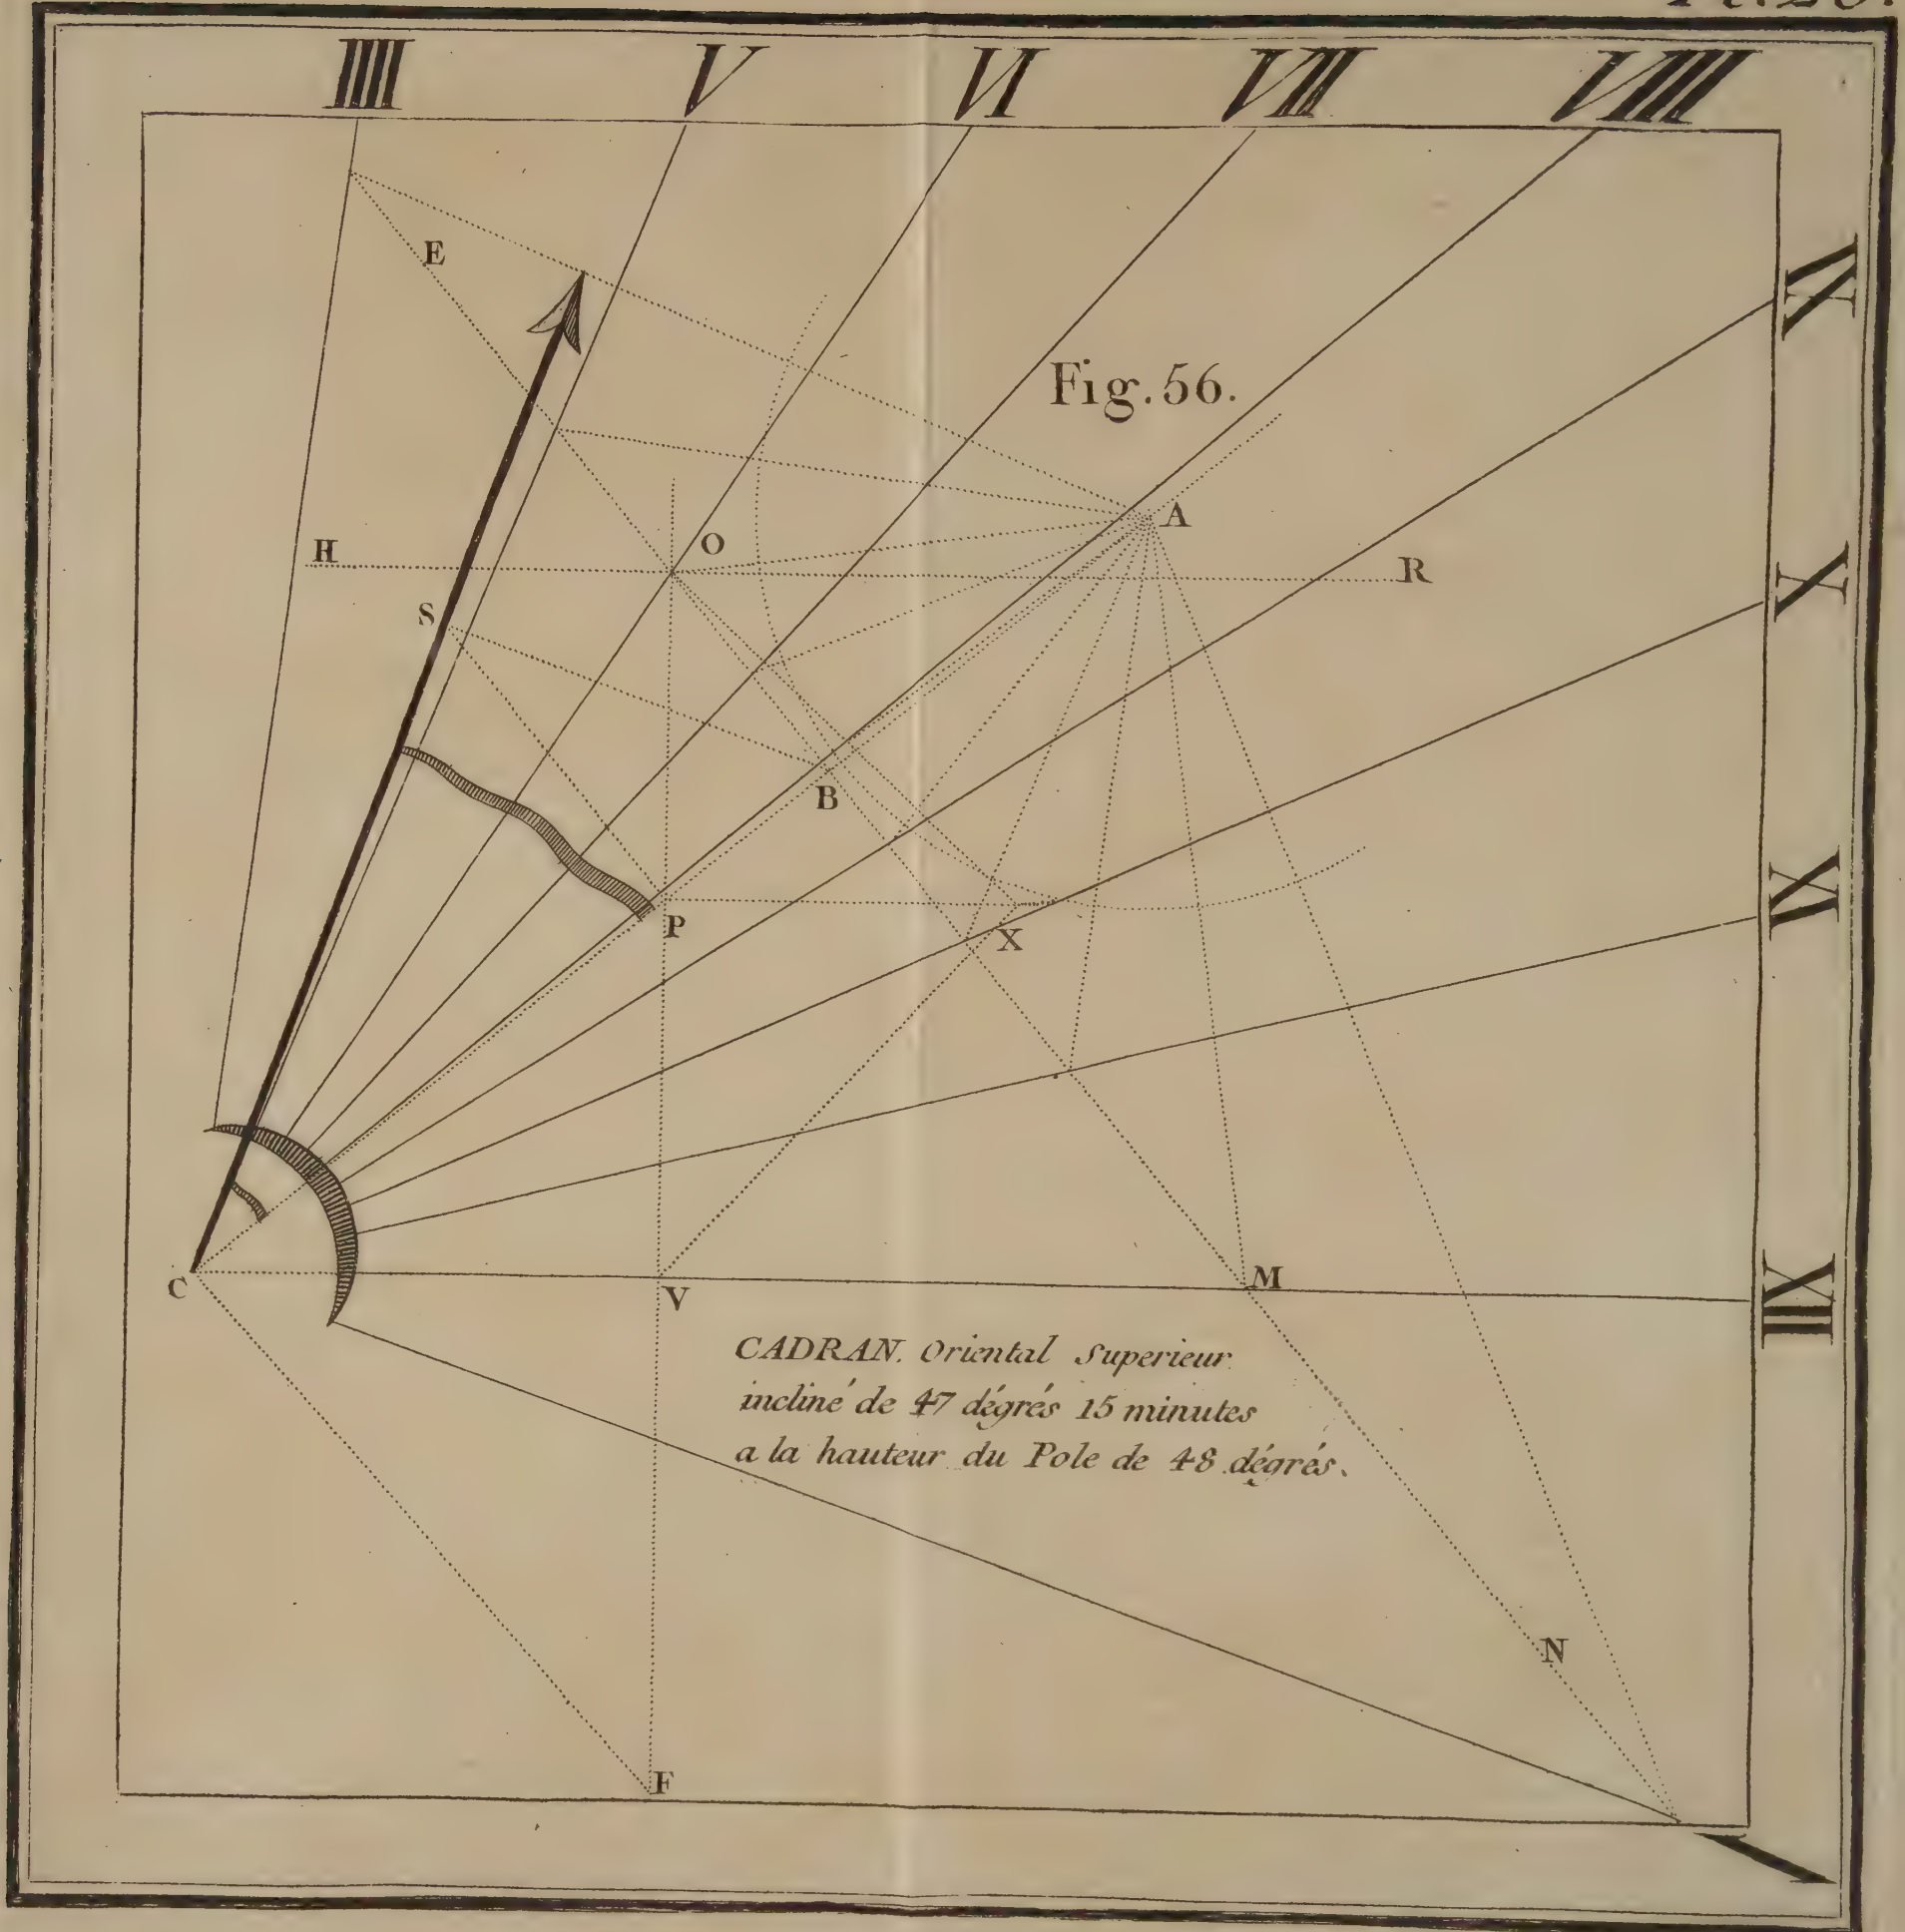 IIII V VI VII VIII
E
IX
Fig. 56.
A
O
H
R
X
S
B
XI
P
X
C
V
M
XII
CADRAN. Oriental Superieur
incliné de 47 dégrés 15 minutes
a la hauteur du Pole de 48 dégrés.
N
F
I